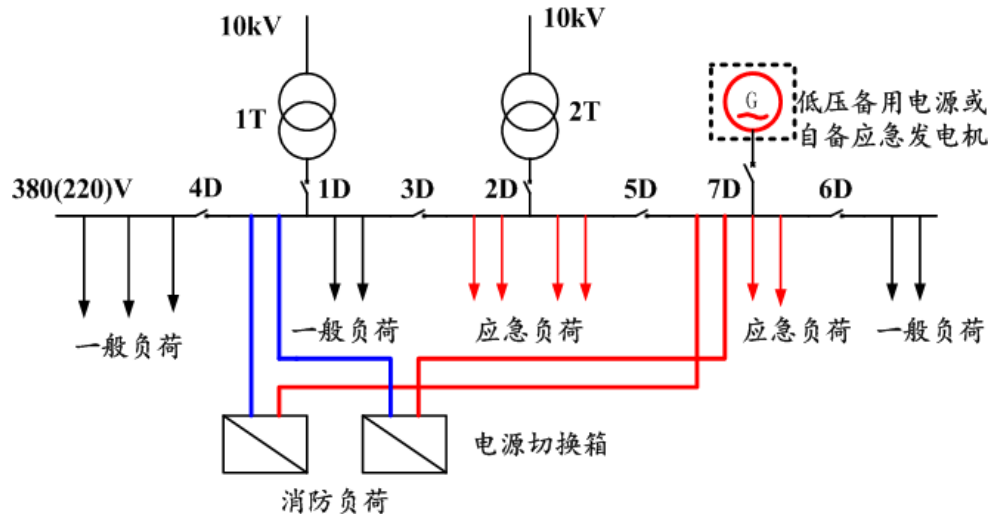 10kV
10kV
1T
2T
G
低压备用电源或
自备应急发电机
380(220)V
4D
1D
3D
2D
5D
7D
6D
一般负荷
一般负荷
应急负荷
应急负荷
一般负荷
电源切换箱
消防负荷